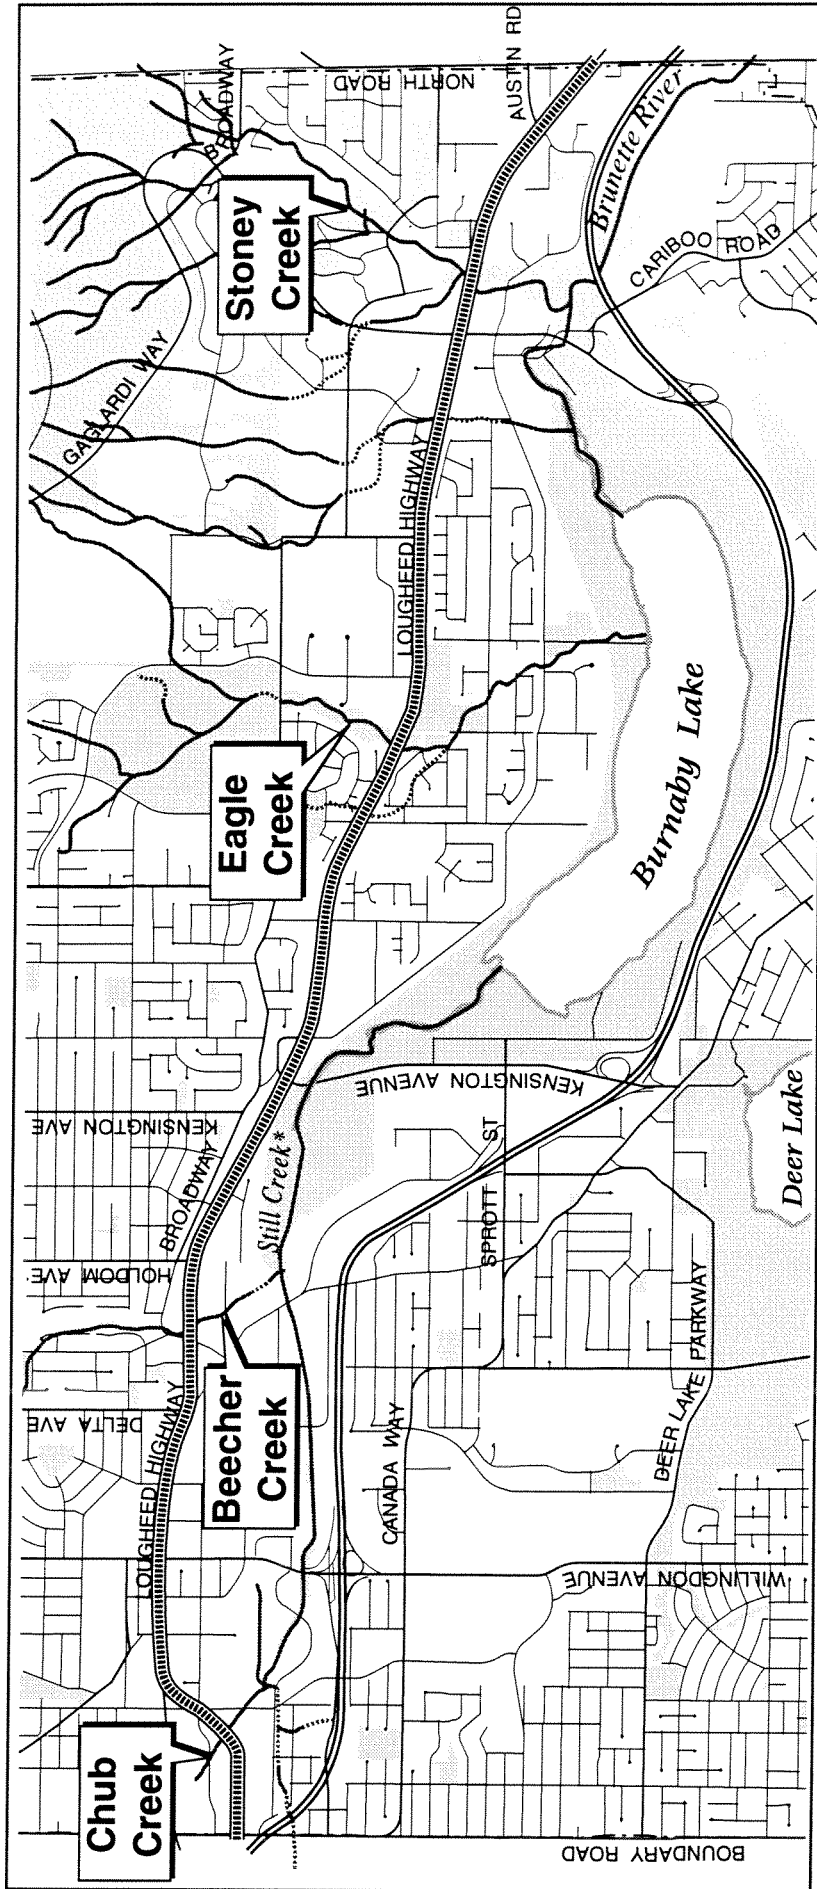 Chub
Creek
Beecher
Creek
Eagle
Creek
Stoney
Creek
BOUNDARY ROAD
LOUGHEED HIGHWAY
DELTA AVE
HOLDOM AVE
BROADWAY
KENSINGTON AVE
Still Creek*
KENSINGTON AVENUE
CANADA WAY
SPROTT ST
WILLINGDON AVENUE
DEER LAKE PARKWAY
Deer Lake
Burnaby Lake
LOUGHEED HIGHWAY
GAGLARDI WAY
BROADWAY
NORTH ROAD
AUSTIN RD
Brunette River
CARIBOO ROAD